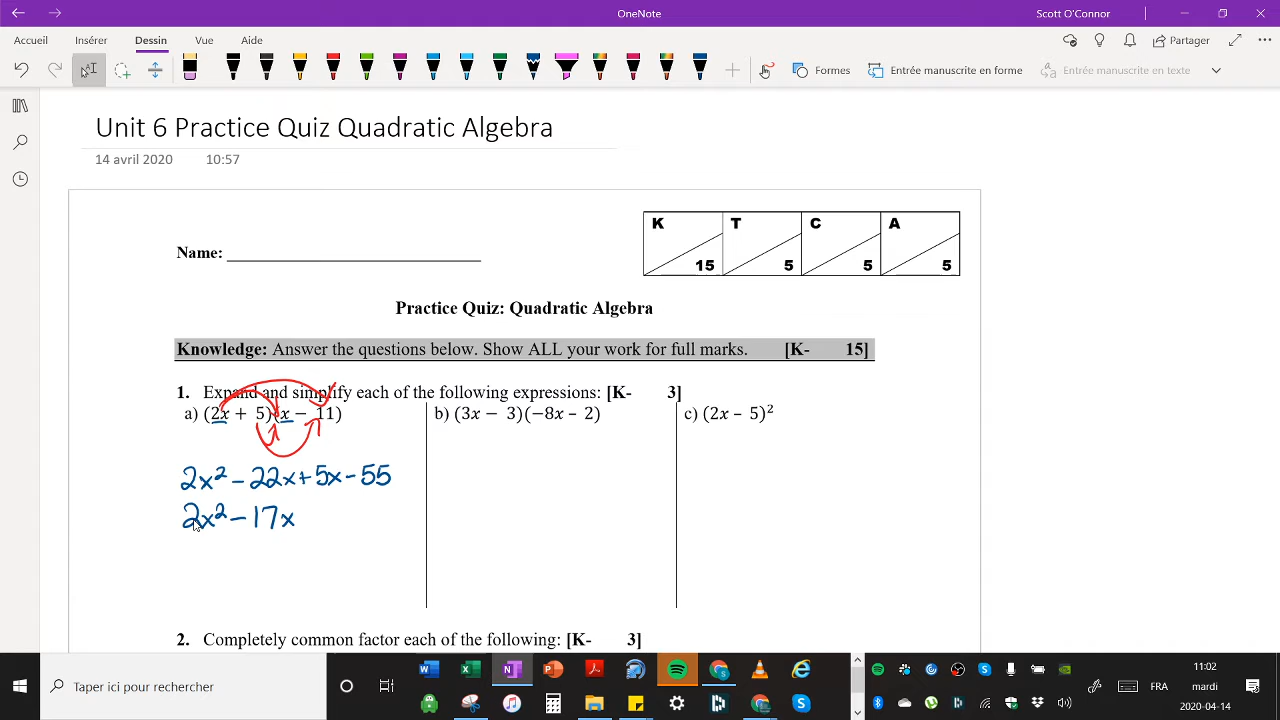 OneNote
Scott O'Connor
Accueil Insérer Dessin Vue Aide
Partager
Formes Entrée manuscrite en forme Entrée manuscrite en texte
Unit 6 Practice Quiz Quadratic Algebra
14 avril 2020 10:57
K T C A
15 5 5 5
Name: ___________________________
Practice Quiz: Quadratic Algebra
Knowledge: Answer the questions below. Show ALL your work for full marks. [K- 15]
1. Expand and simplify each of the following expressions: [K- 3]
a) (2x + 5)(x − 11) b) (3x − 3)(−8x − 2) c) (2x − 5)²
2x² − 22x + 5x − 55
2x² − 17x
2. Completely common factor each of the following: [K- 3]
Taper ici pour rechercher
FRA
11:02
mardi
2020-04-14